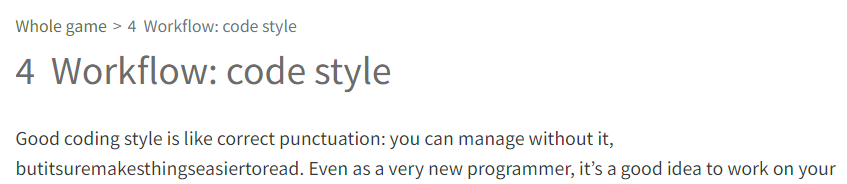 Whole game > 4 Workflow: code style
4 Workflow: code style
Good coding style is like correct punctuation: you can manage without it,
butitsuremakesthingseasiertoread. Even as a very new programmer, it’s a good idea to work on your